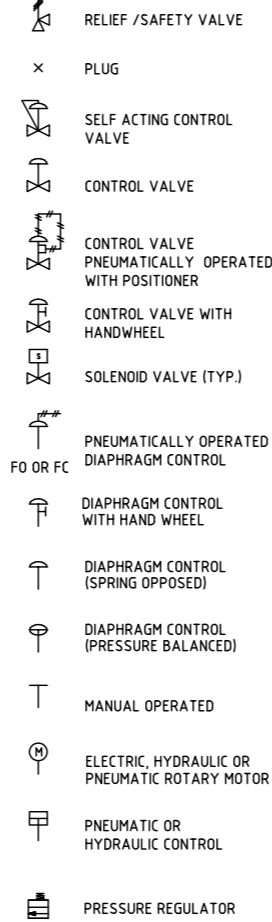 RELIEF /SAFETY VALVE
PLUG
SELF ACTING CONTROL
VALVE
CONTROL VALVE
CONTROL VALVE
PNEUMATICALLY OPERATED
WITH POSITIONER
CONTROL VALVE WITH
HANDWHEEL
S
SOLENOID VALVE (TYP.)
PNEUMATICALLY OPERATED
DIAPHRAGM CONTROL
FO OR FC
DIAPHRAGM CONTROL
WITH HAND WHEEL
DIAPHRAGM CONTROL
(SPRING OPPOSED)
DIAPHRAGM CONTROL
(PRESSURE BALANCED)
MANUAL OPERATED
M
ELECTRIC, HYDRAULIC OR
PNEUMATIC ROTARY MOTOR
PNEUMATIC OR
HYDRAULIC CONTROL
PRESSURE REGULATOR